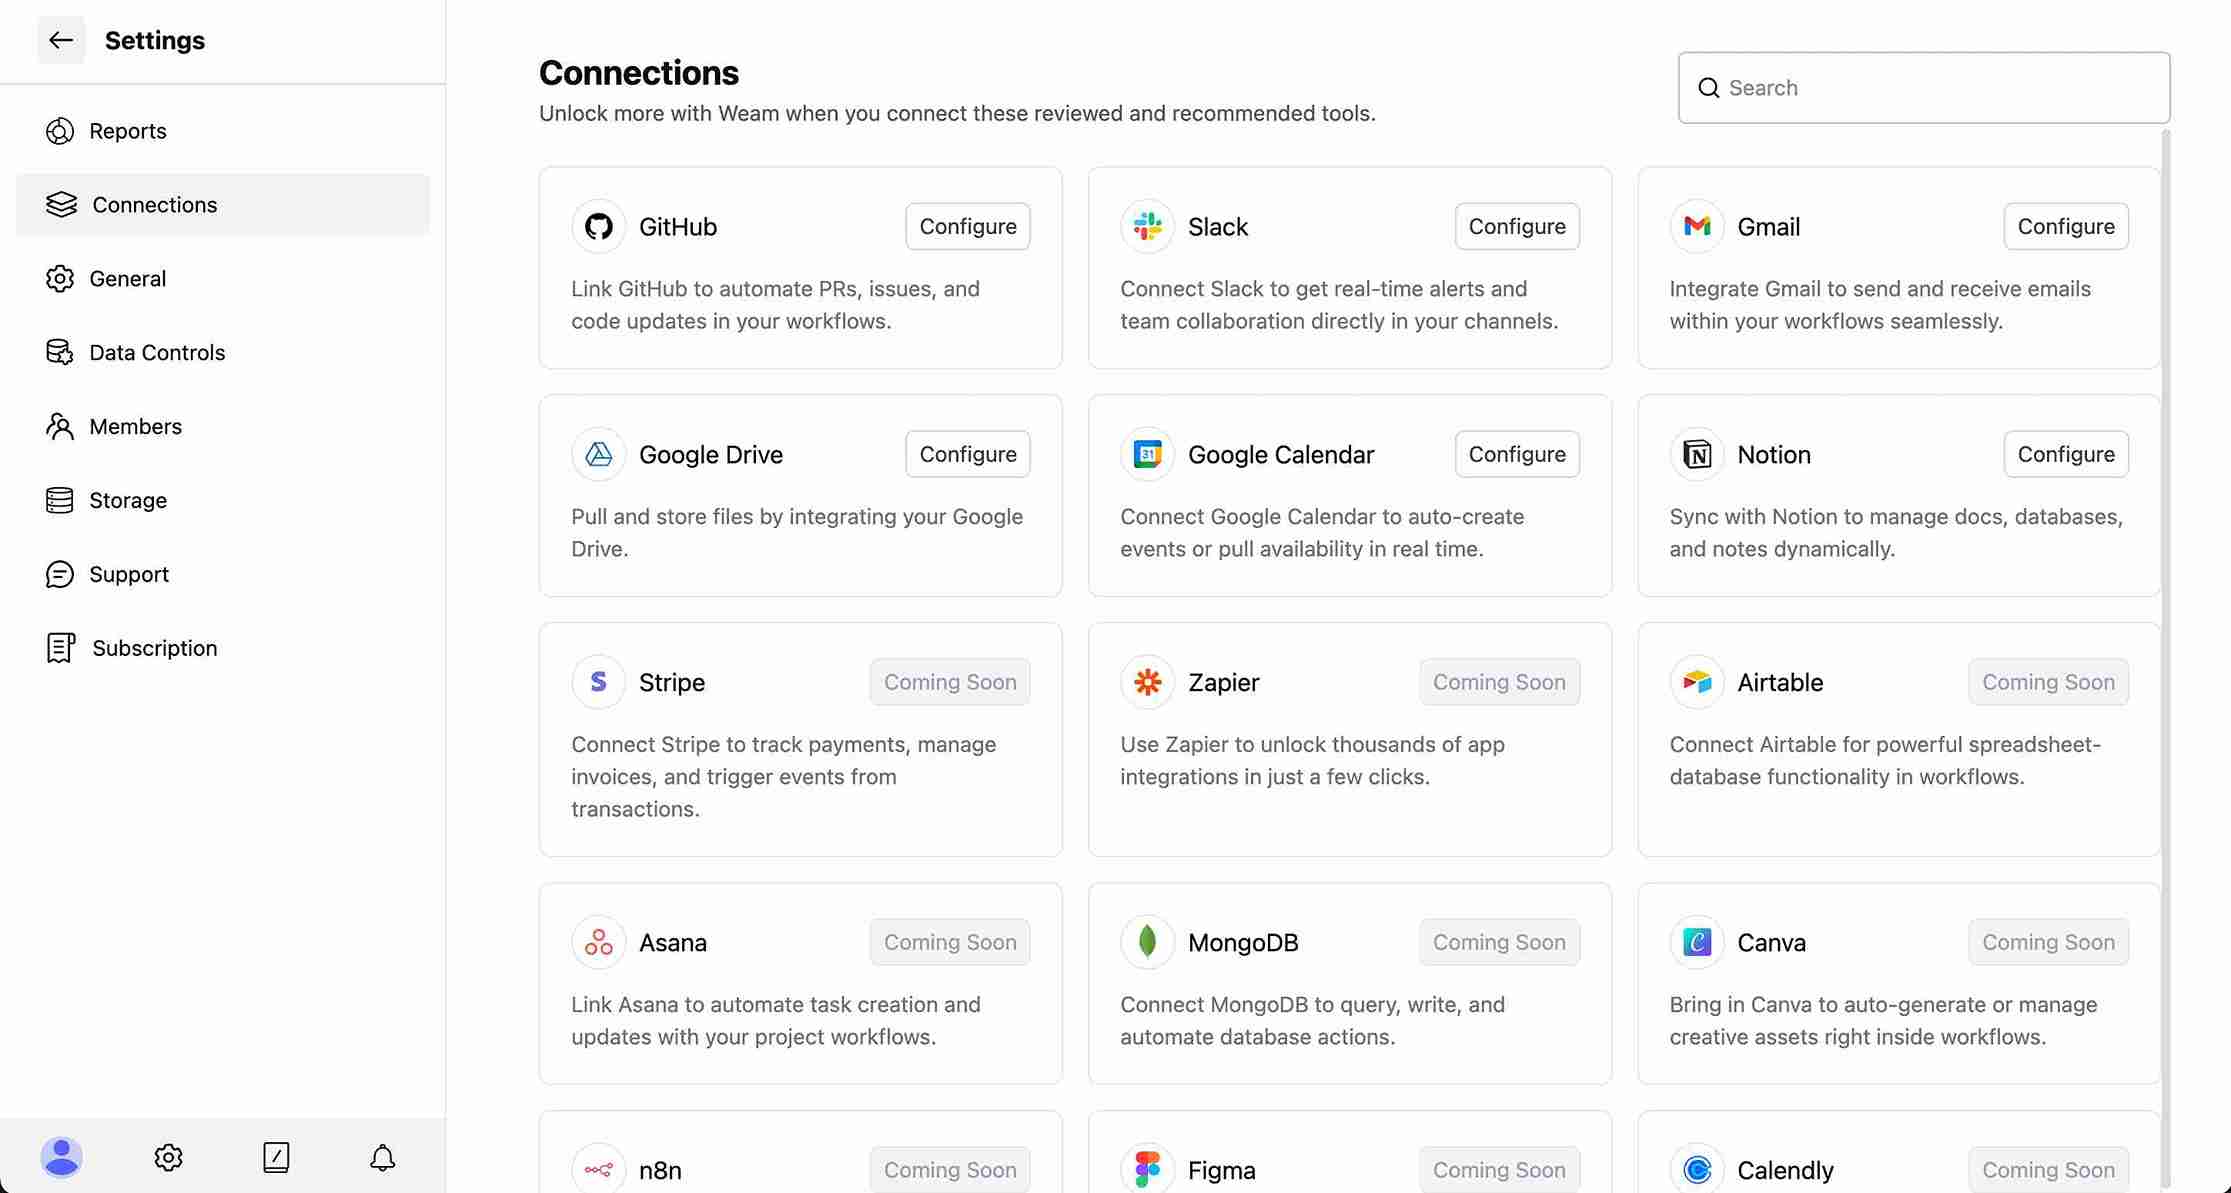 Settings
Reports
Connections
General
Data Controls
Members
Storage
Support
Subscription
Connections
Unlock more with Weam when you connect these reviewed and recommended tools.
Search
GitHub
Configure
Link GitHub to automate PRs, issues, and
code updates in your workflows.
Slack
Configure
Connect Slack to get real-time alerts and
team collaboration directly in your channels.
Gmail
Configure
Integrate Gmail to send and receive emails
within your workflows seamlessly.
Google Drive
Configure
Pull and store files by integrating your Google
Drive.
31
Google Calendar
Configure
Connect Google Calendar to auto-create
events or pull availability in real time.
Notion
Configure
Sync with Notion to manage docs, databases,
and notes dynamically.
Stripe
Coming Soon
Connect Stripe to track payments, manage
invoices, and trigger events from
transactions.
Zapier
Coming Soon
Use Zapier to unlock thousands of app
integrations in just a few clicks.
Airtable
Coming Soon
Connect Airtable for powerful spreadsheet-
database functionality in workflows.
Asana
Coming Soon
Link Asana to automate task creation and
updates with your project workflows.
MongoDB
Coming Soon
Connect MongoDB to query, write, and
automate database actions.
Canva
Coming Soon
Bring in Canva to auto-generate or manage
creative assets right inside workflows.
n8n
Coming Soon
Figma
Coming Soon
Calendly
Coming Soon